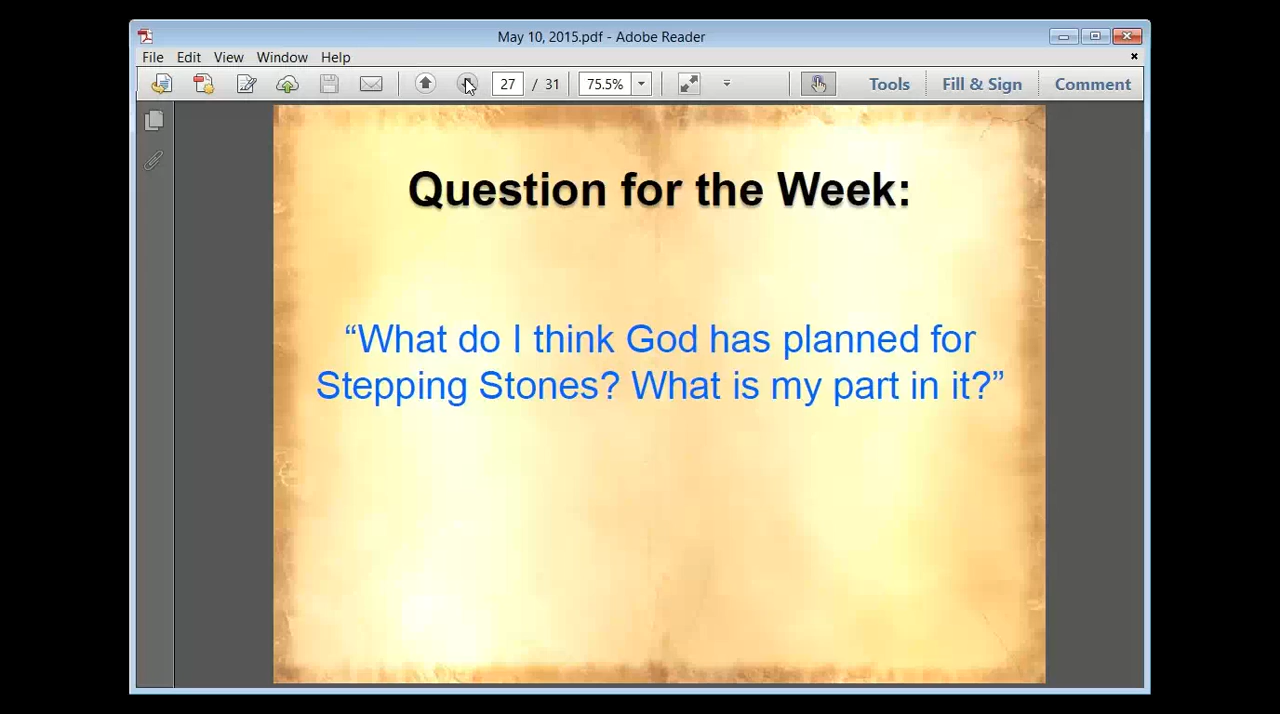 May 10, 2015.pdf - Adobe Reader
File Edit View Window Help
27 / 31 75.5% Tools Fill & Sign Comment
Question for the Week:
“What do I think God has planned for
Stepping Stones? What is my part in it?”